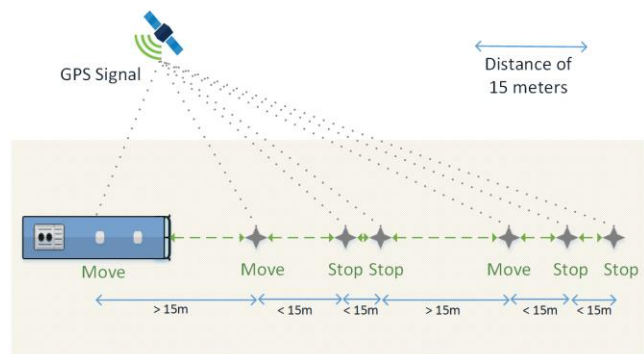 GPS Signal
Distance of
15 meters
Move
Move
Stop
Stop
Move
Stop
Stop
> 15m
< 15m
< 15m
> 15m
< 15m
< 15m